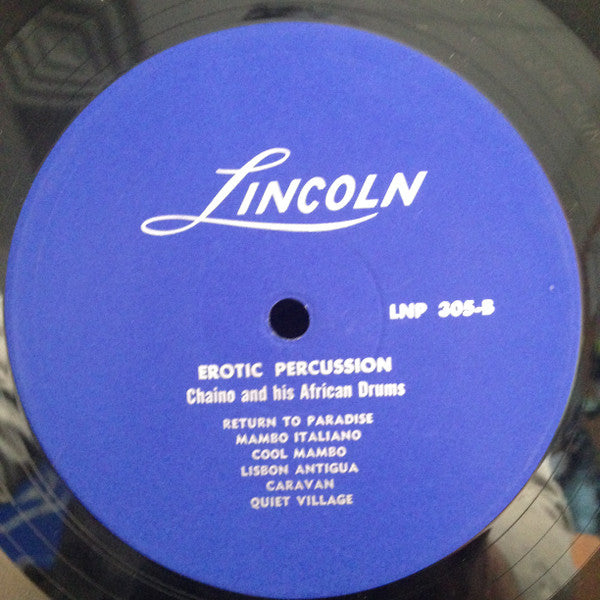 LINCOLN
LNP 305-B
EROTIC PERCUSSION
Chaino and his African Drums
RETURN TO PARADISE
MAMBO ITALIANO
COOL MAMBO
LISBON ANTIGUA
CARAVAN
QUIET VILLAGE